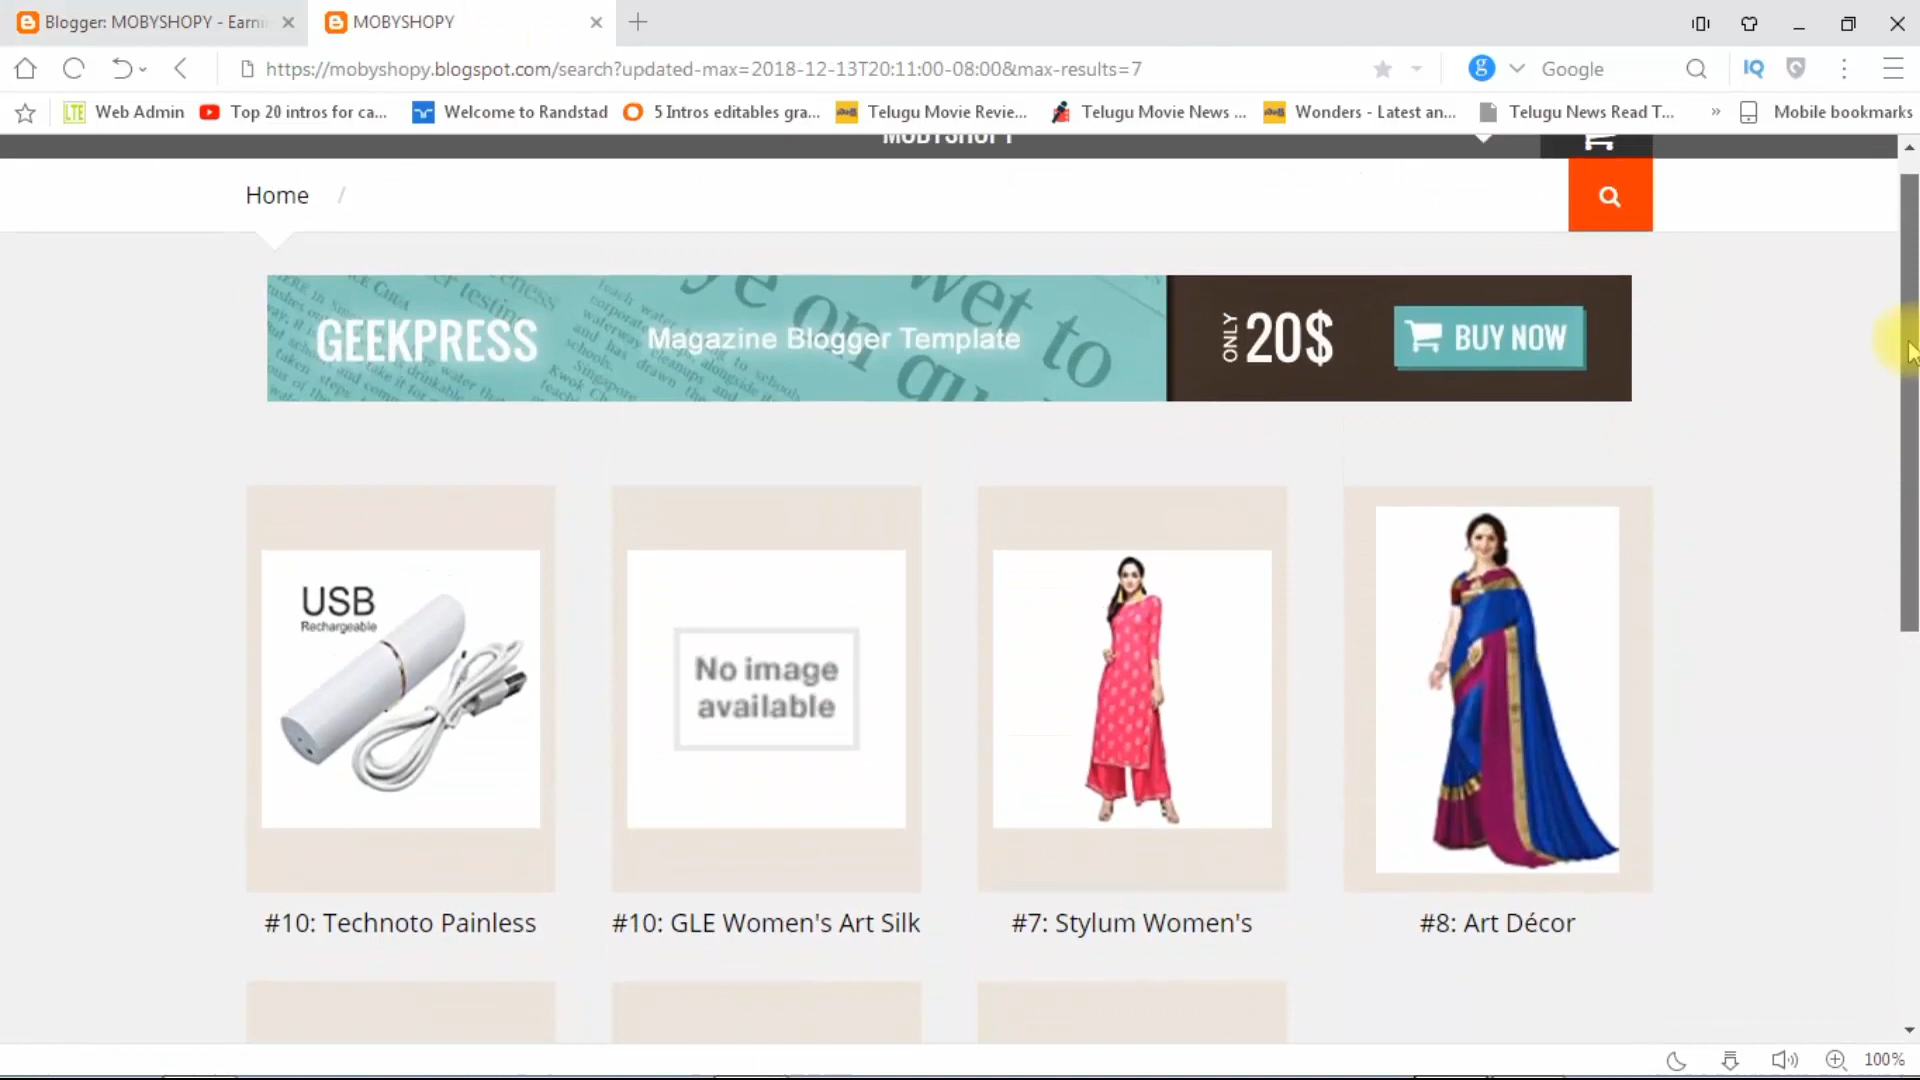 Blogger: MOBYSHOPY - Earni
MOBYSHOPY
https://mobyshopy.blogspot.com/search?updated-max=2018-12-13T20:11:00-08:00&max-results=7
g
Google
IQ
LTE Web Admin
Top 20 intros for ca...
Welcome to Randstad
5 Intros editables gra...
Telugu Movie Revie...
Telugu Movie News ...
Wonders - Latest an...
Telugu News Read T...
»
Mobile bookmarks
MOBYSHOPY
Home /
GEEKPRESS
Magazine Blogger Template
ONLY 20$
BUY NOW
USB
Rechargeable
No image
available
#10: Technoto Painless
#10: GLE Women's Art Silk
#7: Stylum Women's
#8: Art Décor
100%